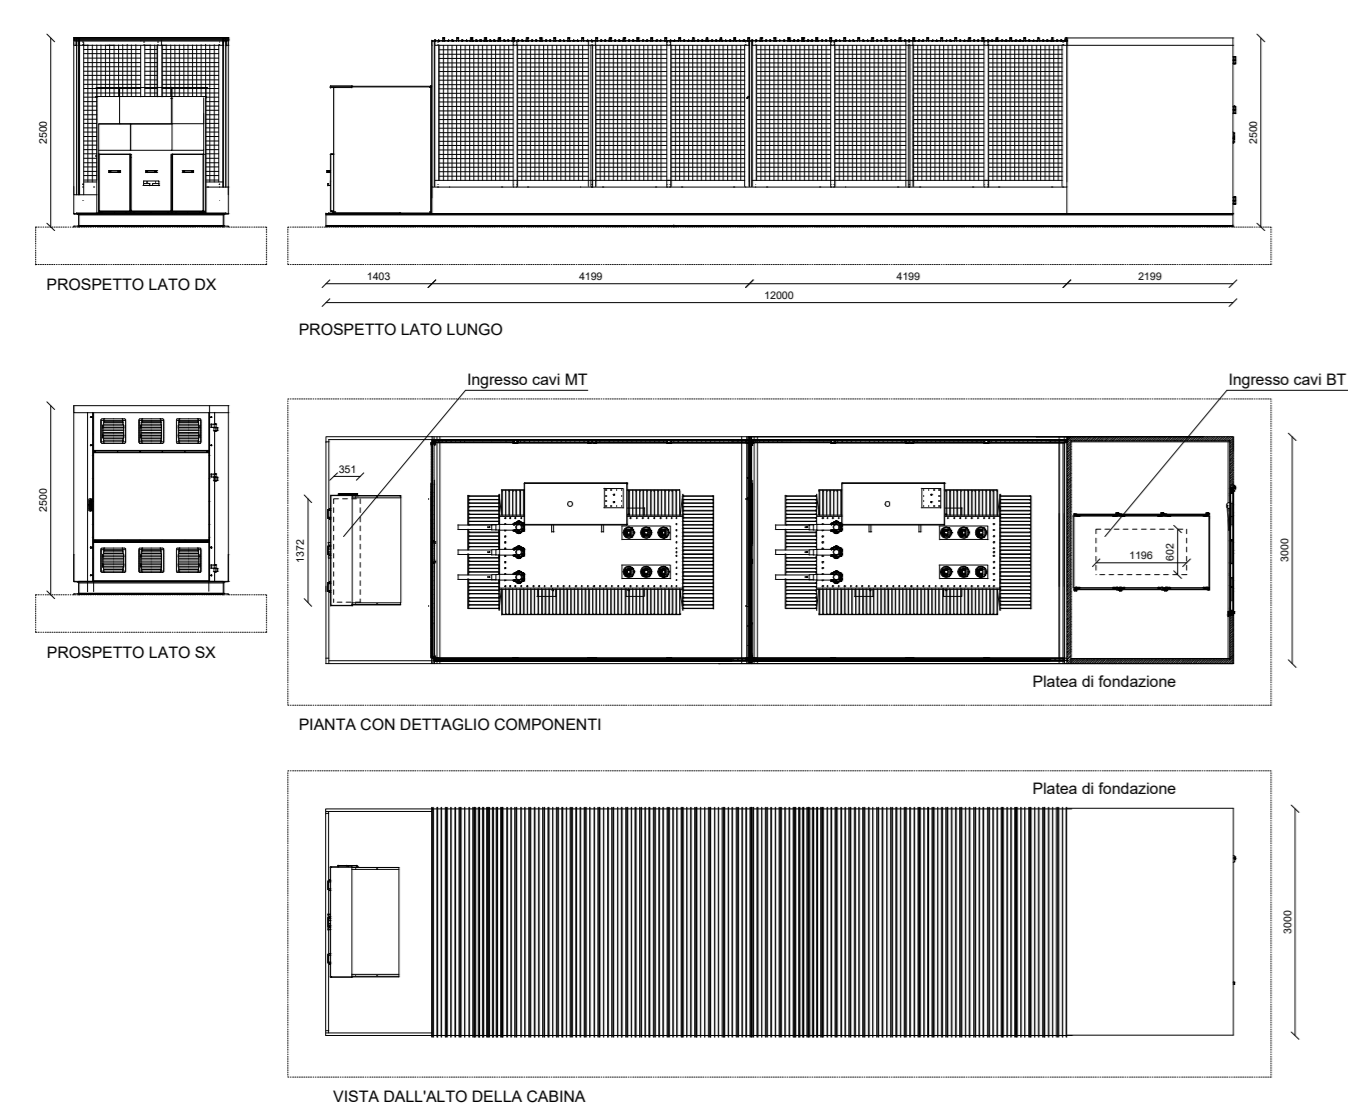 2500
2500
PROSPETTO LATO DX
1403
4199
4199
2199
12000
PROSPETTO LATO LUNGO
Ingresso cavi MT
Ingresso cavi BT
2500
351
1372
1196
602
3000
PROSPETTO LATO SX
Platea di fondazione
PIANTA CON DETTAGLIO COMPONENTI
Platea di fondazione
3000
VISTA DALL'ALTO DELLA CABINA